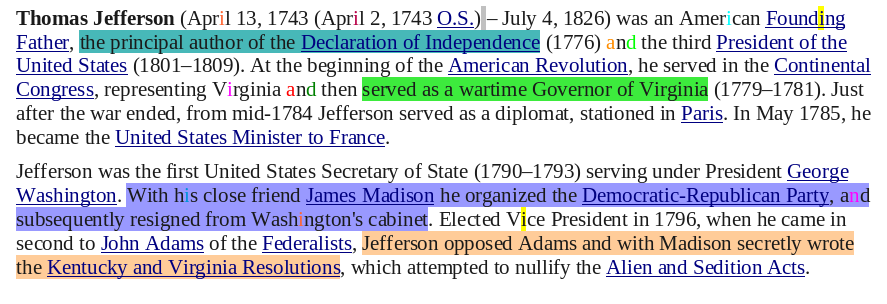 Thomas Jefferson (April 13, 1743 (April 2, 1743 O.S.) – July 4, 1826) was an American Founding
Father, the principal author of the Declaration of Independence (1776) and the third President of the
United States (1801–1809). At the beginning of the American Revolution, he served in the Continental
Congress, representing Virginia and then served as a wartime Governor of Virginia (1779–1781). Just
after the war ended, from mid-1784 Jefferson served as a diplomat, stationed in Paris. In May 1785, he
became the United States Minister to France.
Jefferson was the first United States Secretary of State (1790–1793) serving under President George
Washington. With his close friend James Madison he organized the Democratic-Republican Party, and
subsequently resigned from Washington's cabinet. Elected Vice President in 1796, when he came in
second to John Adams of the Federalists, Jefferson opposed Adams and with Madison secretly wrote
the Kentucky and Virginia Resolutions, which attempted to nullify the Alien and Sedition Acts.